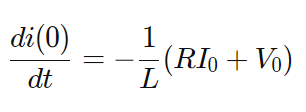 di(0)/dt = −1/L(RI₀ + V₀)